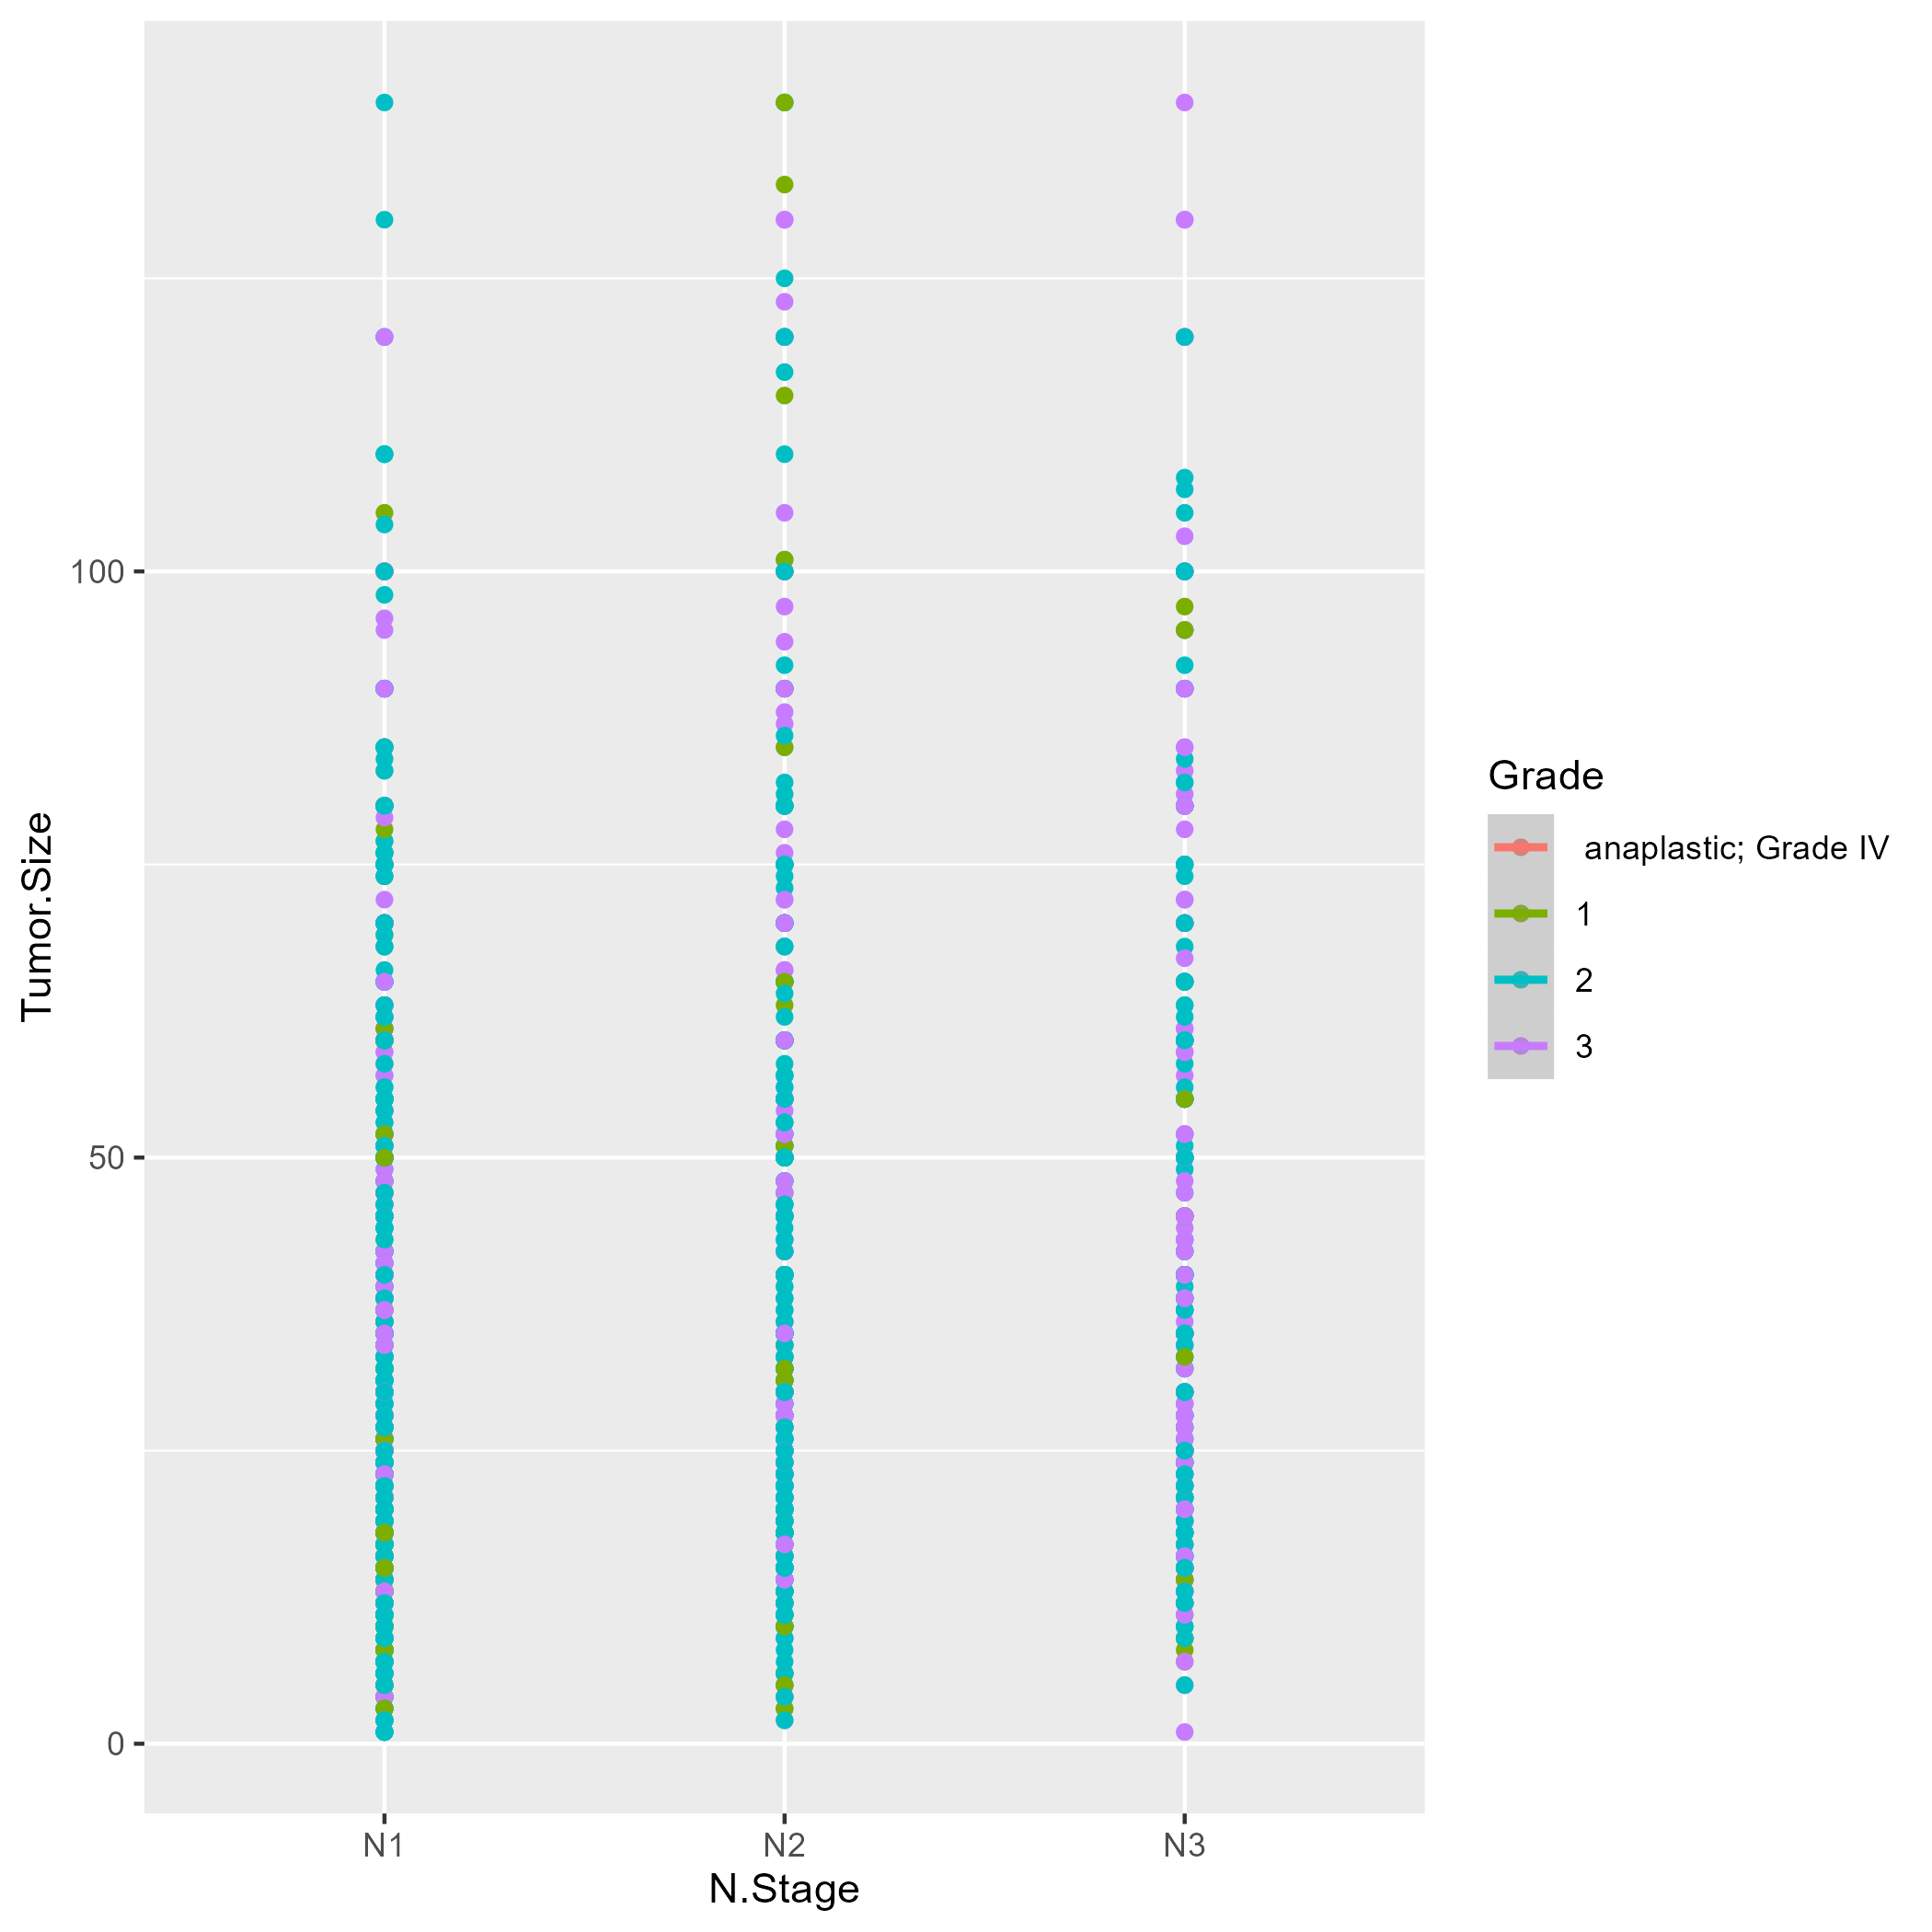 100
50
0
Tumor.Size
N1 N2 N3
N.Stage
Grade
anaplastic; Grade IV
1
2
3